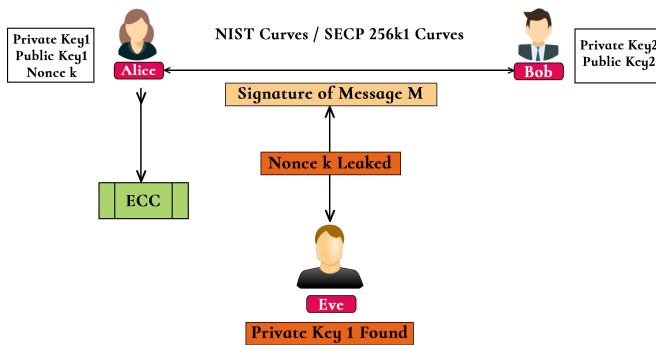 NIST Curves / SECP 256k1 Curves
Private Key1
Public Key1
Nonce k
Alice
Bob
Private Key2
Public Key2
Signature of Message M
Nonce k Leaked
ECC
Eve
Private Key 1 Found